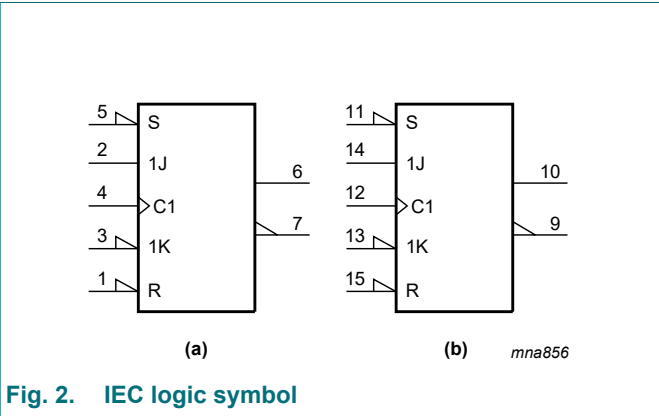 5 S 11 S
2 1J 14 1J
6 10
4 C1 12 C1
7 9
3 1K 13 1K
1 R 15 R
(a) (b) mna856
Fig. 2. IEC logic symbol